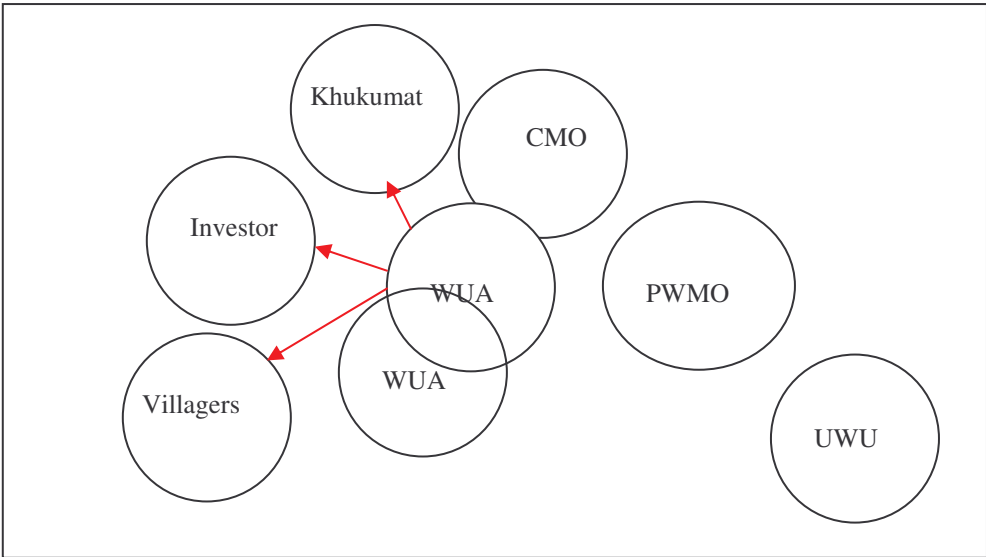 Khukumat
CMO
Investor
WUA
PWMO
WUA
Villagers
UWU